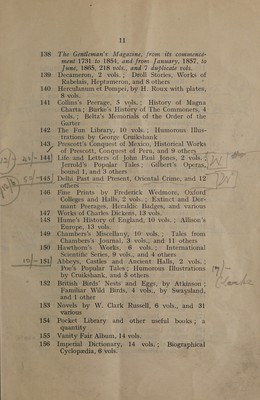 11
138 The Gentleman's Magazine, from its commence-
ment 1731 to 1854, and from January, 1857, to
June, 1865, 218 vols., and 7 duplicate vols.
139 Decameron, 2 vols. ; Droll Stories, Works of
Rabelais, Heptameron, and 8 others
140 Herculanum et Pompei, by H. Roux with plates,
8 vols.
141 Collins's Peerage, 5 vols. ; History of Magna
Charta ; Burke's History of The Commoners, 4
vols. ; Beltz's Memorials of the Order of the
Garter
142 The Fun Library, 10 vols. ; Humorous Illus-
trations by George Cruikshank
143 Prescott's Conquest of Mexico, Historical Works
of Prescott, Conquest of Peru, and 9 others
144 Life and Letters of John Paul Jones, 2 vols. ;
Jerrold's Popular Tales ; Gilbert's Operas,
bound 1, and 3 others
145 Delhi Past and Present, Oriental Crune, and 12
others
146 Fine Prints by Frederick Wedmore, Oxford
Colleges and Halls, 2 vols. ; Extinct and Dor-
mant Peerages, Heraldic Badges, and various
147 Works of Charles Dickens, 13 vols.
148 Hume's History of England, 10 vols. ; Allison's
Europe, 13 vols.
149 Chambers's Miscellany, 10 vols. ; Tales from
Chambers's Journal, 3 vols., and 11 others
150 Hawthorn's Works, 6 vols. ; International
Scientific Series, 9 vols., and 4 others
151 Abbeys, Castles and Ancient Halls, 2 vols. ;
Poe's Popular Tales ; Humorous Illustrations
by Cruikshank, and 8 others
152 British Birds' Nests and Eggs, by Atkinson ;
Familiar Wild Birds, 4 vols., by Swaysland,
and 1 other
153 Novels by W. Clark Russell, 6 vols., and 31
various
154 Pocket Library and other useful books ; a
quantity
155 Vanity Fair Album, 14 vols.
156 Imperial Dictionary, 14 vols. ; Biographical
Cyclopædia, 6 vols.